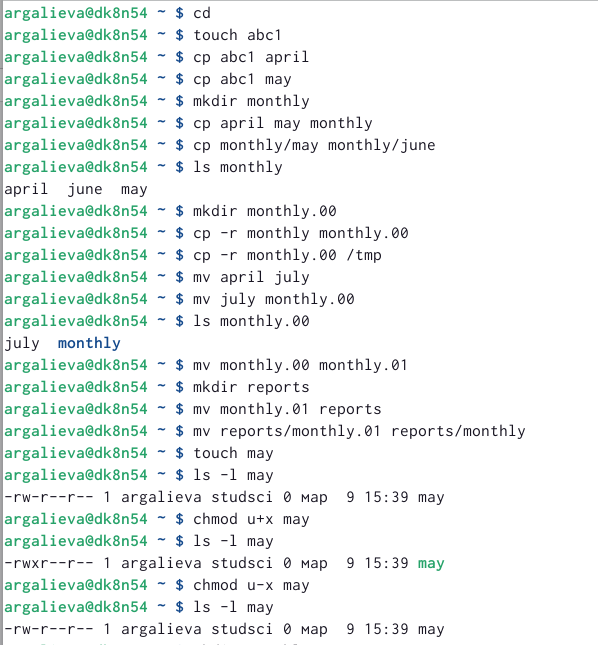 argalieva@dk8n54 ~ $ cd
argalieva@dk8n54 ~ $ touch abc1
argalieva@dk8n54 ~ $ cp abc1 april
argalieva@dk8n54 ~ $ cp abc1 may
argalieva@dk8n54 ~ $ mkdir monthly
argalieva@dk8n54 ~ $ cp april may monthly
argalieva@dk8n54 ~ $ cp monthly/may monthly/june
argalieva@dk8n54 ~ $ ls monthly
april  june  may
argalieva@dk8n54 ~ $ mkdir monthly.00
argalieva@dk8n54 ~ $ cp -r monthly monthly.00
argalieva@dk8n54 ~ $ cp -r monthly.00 /tmp
argalieva@dk8n54 ~ $ mv april july
argalieva@dk8n54 ~ $ mv july monthly.00
argalieva@dk8n54 ~ $ ls monthly.00
july  monthly
argalieva@dk8n54 ~ $ mv monthly.00 monthly.01
argalieva@dk8n54 ~ $ mkdir reports
argalieva@dk8n54 ~ $ mv monthly.01 reports
argalieva@dk8n54 ~ $ mv reports/monthly.01 reports/monthly
argalieva@dk8n54 ~ $ touch may
argalieva@dk8n54 ~ $ ls -l may
-rw-r--r-- 1 argalieva studsci 0 мар  9 15:39 may
argalieva@dk8n54 ~ $ chmod u+x may
argalieva@dk8n54 ~ $ ls -l may
-rwxr--r-- 1 argalieva studsci 0 мар  9 15:39 may
argalieva@dk8n54 ~ $ chmod u-x may
argalieva@dk8n54 ~ $ ls -l may
-rw-r--r-- 1 argalieva studsci 0 мар  9 15:39 may